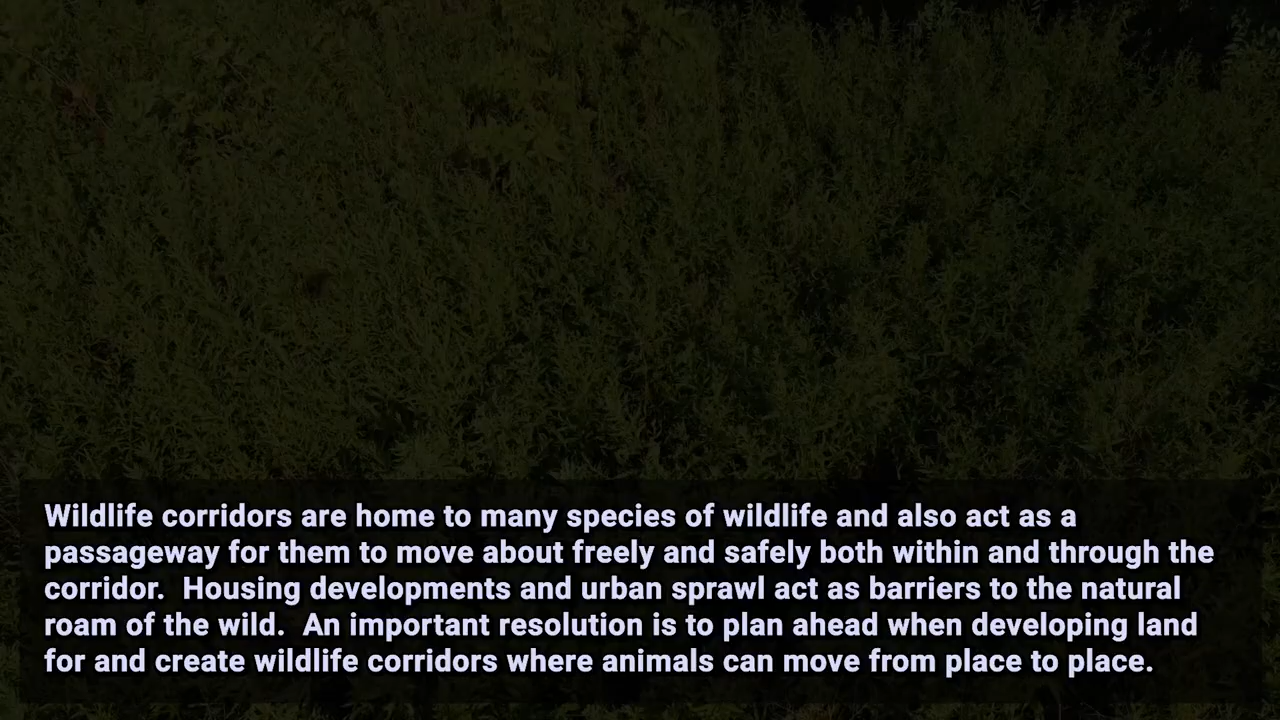 Wildlife corridors are home to many species of wildlife and also act as a
passageway for them to move about freely and safely both within and through the
corridor.  Housing developments and urban sprawl act as barriers to the natural
roam of the wild.  An important resolution is to plan ahead when developing land
for and create wildlife corridors where animals can move from place to place.